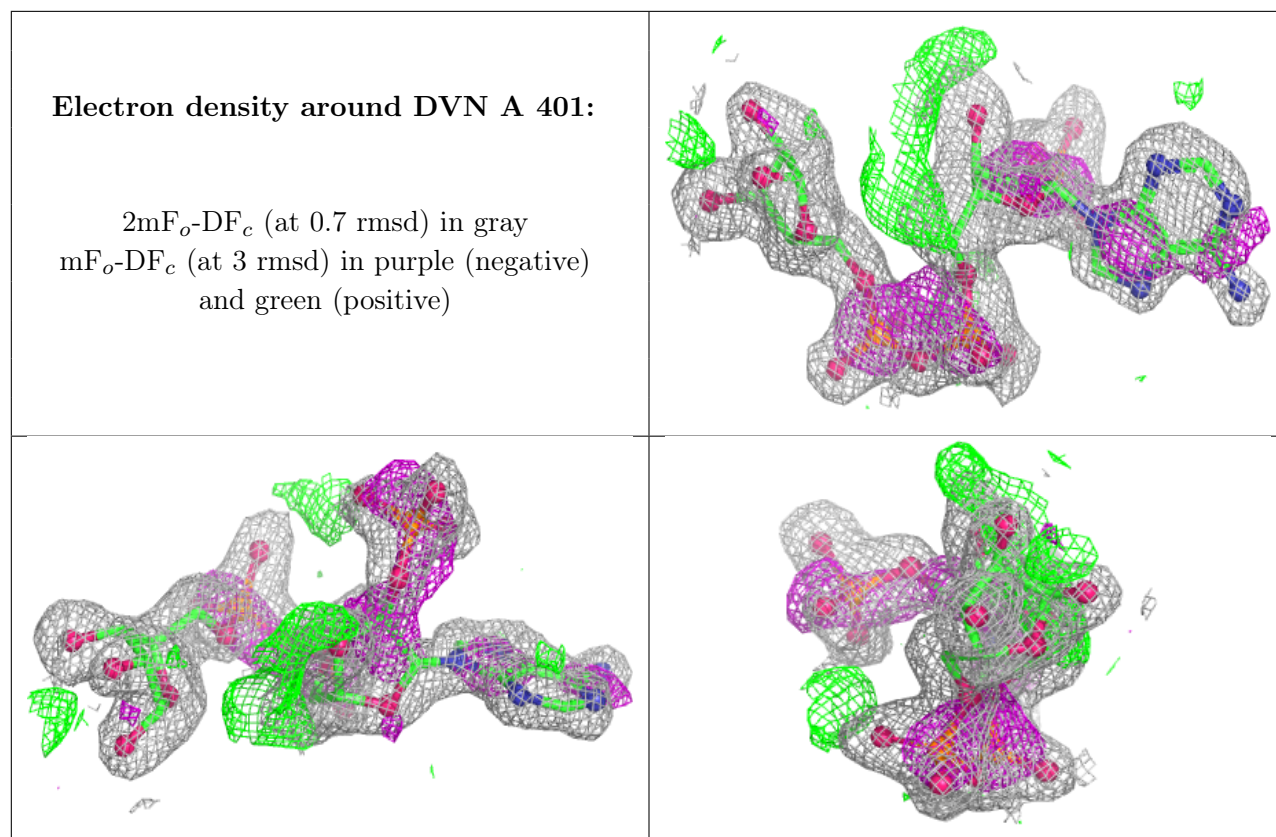 Electron density around DVN A 401:
2mFo-DFc (at 0.7 rmsd) in gray
mFo-DFc (at 3 rmsd) in purple (negative)
and green (positive)